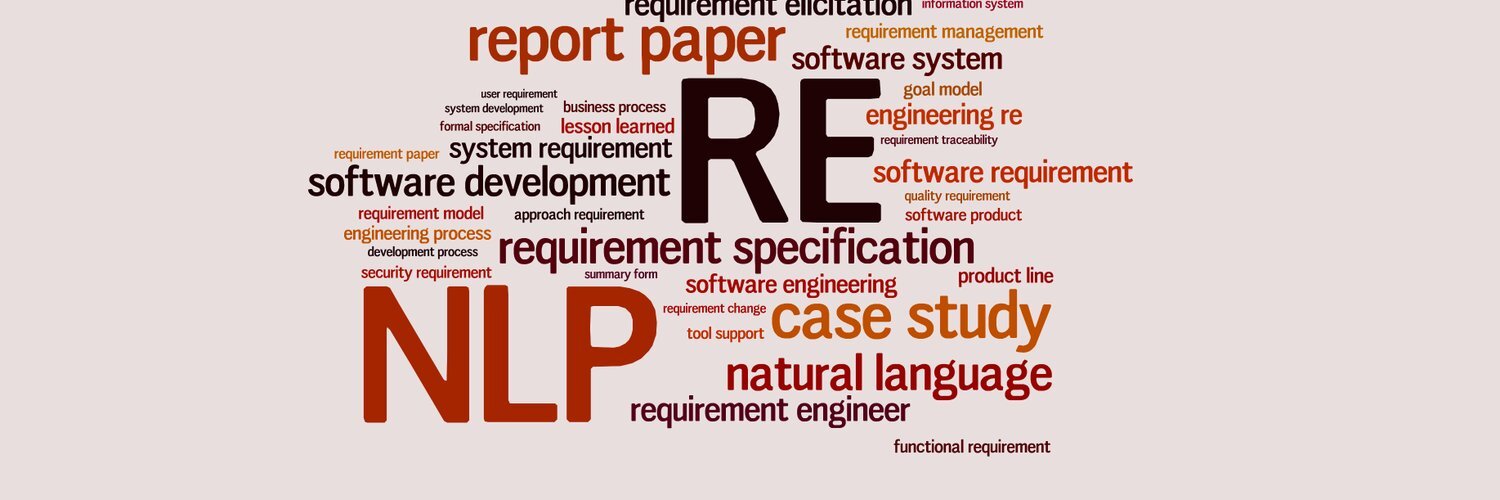 requirement elicitation
information system
report paper
requirement management
software system
RE
user requirement
goal model
system development
business process
engineering re
formal specification
lesson learned
requirement traceability
requirement paper
system requirement
software requirement
software development
quality requirement
requirement model
approach requirement
software product
engineering process
requirement specification
development process
security requirement
summary form
software engineering
product line
NLP
requirement change
case study
tool support
natural language
requirement engineer
functional requirement